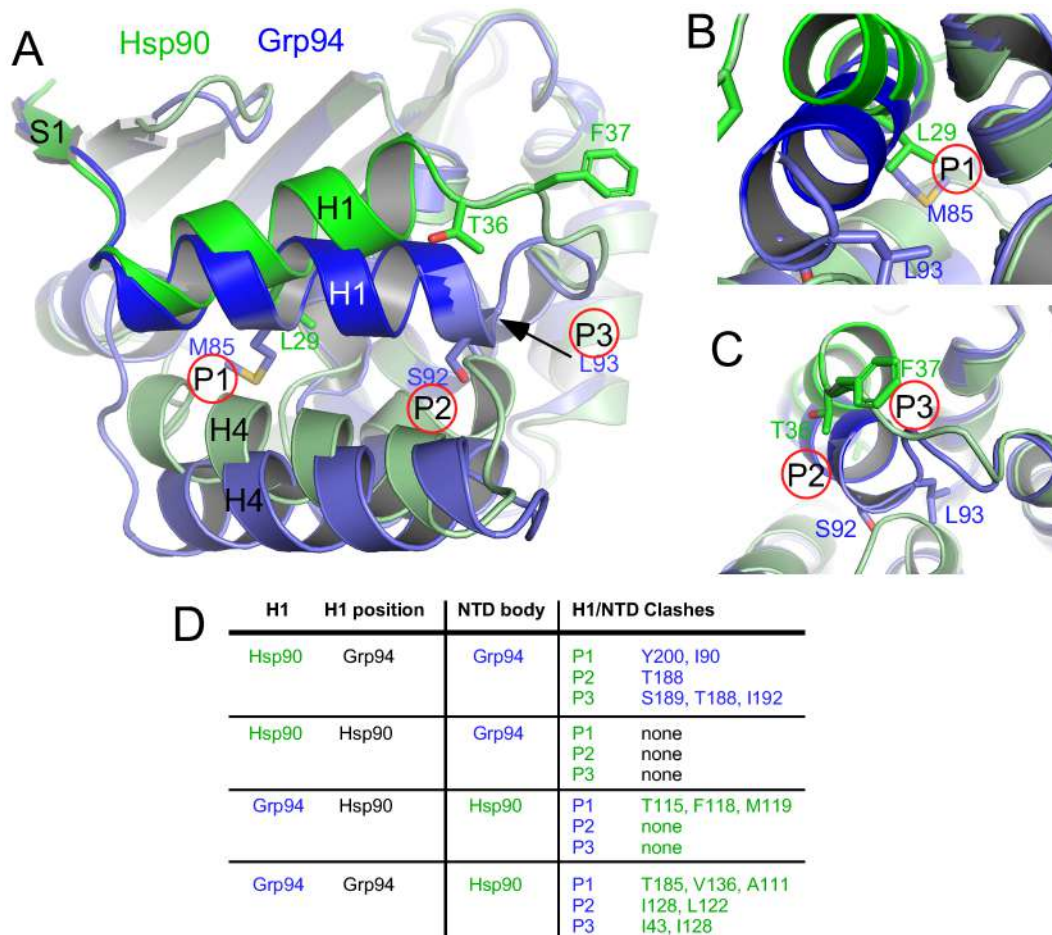 A
Hsp90 Grp94
S1
F37
H1
T36
H1
M85
L29
P1
S92
P2
P3
L93
H4
H4
B
L29
P1
M85
L93
C
F37
P3
T36
P2
S92
L93
D
H1 H1 position NTD body H1/NTD Clashes
Hsp90 Grp94 Grp94 P1 Y200, I90
P2 T188
P3 S189, T188, I192
Hsp90 Hsp90 Grp94 P1 none
P2 none
P3 none
Grp94 Hsp90 Hsp90 P1 T115, F118, M119
P2 none
P3 none
Grp94 Grp94 Hsp90 P1 T185, V136, A111
P2 I128, L122
P3 I43, I128